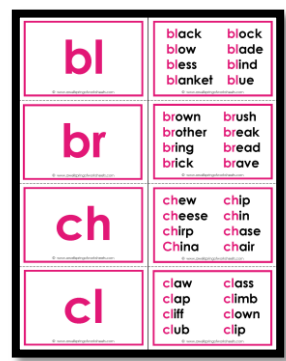 bl
black block
blow blade
bless blind
blanket blue
br
brown brush
brother break
bring bread
brick brave
ch
chew chip
cheese chin
chirp chase
China chair
cl
claw class
clap climb
cliff clown
club clip